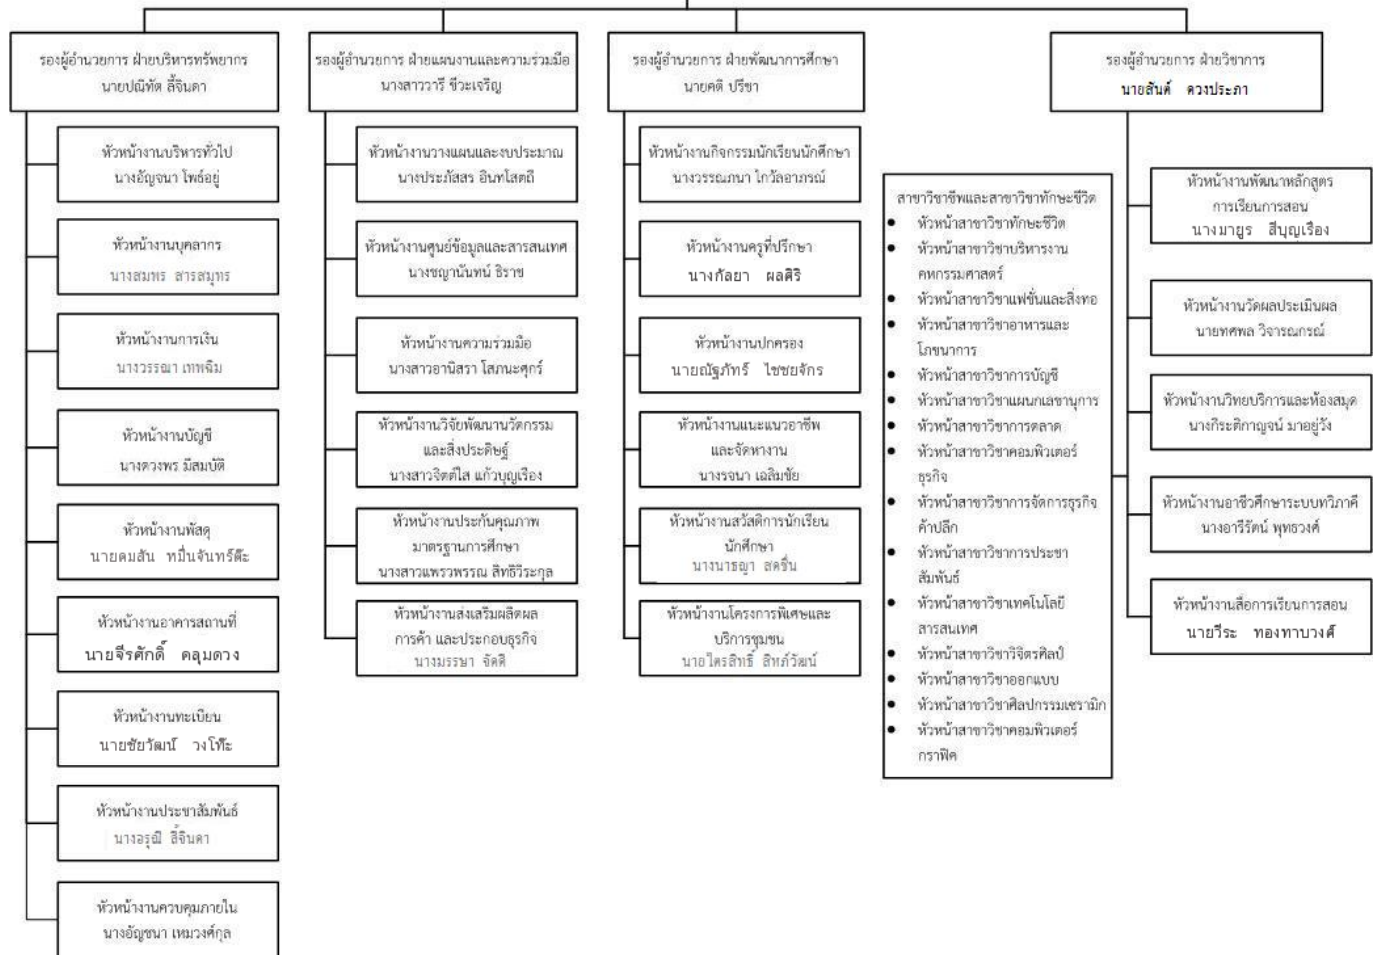 รองผู้อำนวยการ ฝ่ายบริหารทรัพยากร
นายปณิทัต ลี้จินดา
หัวหน้างานบริหารทั่วไป
นางอัญจนา โพธ์อยู่
หัวหน้างานบุคลากร
นางสมพร สารสมุทร
หัวหน้างานการเงิน
นางวรรณา เทพฉิม
หัวหน้างานบัญชี
นางดวงพร มีสมบัติ
หัวหน้างานพัสดุ
นายคมสัน หมื่นจันทร์ต๊ะ
หัวหน้างานอาคารสถานที่
นายจีรศักดิ์ คลุมดวง
หัวหน้างานทะเบียน
นายชัยวัฒน์ วงโท๊ะ
หัวหน้างานประชาสัมพันธ์
นางอรุณี ลี้จินดา
หัวหน้างานควบคุมภายใน
นางอัญชนา เหมวงศ์กุล
รองผู้อำนวยการ ฝ่ายแผนงานและความร่วมมือ
นางสาววารี ชีวะเจริญ
หัวหน้างานวางแผนและงบประมาณ
นางประภัสสร อินทโสตถี
หัวหน้างานศูนย์ข้อมูลและสารสนเทศ
นางชญานันทน์ ธิราช
หัวหน้างานความร่วมมือ
นางสาวอานิสรา โสภนะศุกร์
หัวหน้างานวิจัยพัฒนานวัตกรรม
และสิ่งประดิษฐ์
นางสาวจิตต์ใส แก้วบุญเรือง
หัวหน้างานประกันคุณภาพ
มาตรฐานการศึกษา
นางสาวแพรวพรรณ สิทธิวิระกุล
หัวหน้างานส่งเสริมผลิตผล
การค้า และประกอบธุรกิจ
นางมรรษา จัดดี
รองผู้อำนวยการ ฝ่ายพัฒนาการศึกษา
นายคติ ปรีชา
หัวหน้างานกิจกรรมนักเรียนนักศึกษา
นางวรรณภนา ไกวัลอาภรณ์
หัวหน้างานครูที่ปรึกษา
นางกัลยา ผลศิริ
หัวหน้างานปกครอง
นายณัฐภัทร์ ไชชยจักร
หัวหน้างานแนะแนวอาชีพ
และจัดหางาน
นางรจนา เฉลิมชัย
หัวหน้างานสวัสดิการนักเรียน
นักศึกษา
นางนาธญา สดชื่น
หัวหน้างานโครงการพิเศษและ
บริการชุมชน
นายไตรสิทธิ์ สิทภ์วัฒน์
รองผู้อำนวยการ ฝ่ายวิชาการ
นายสันต์ ดวงประภา
สาขาวิชาชีพและสาขาวิชาทักษะชีวิต
● หัวหน้าสาขาวิชาทักษะชีวิต
● หัวหน้าสาขาวิชาบริหารงาน
คหกรรมศาสตร์
● หัวหน้าสาขาวิชาแฟชั่นและสิ่งทอ
● หัวหน้าสาขาวิชาอาหารและ
โภชนาการ
● หัวหน้าสาขาวิชาการบัญชี
● หัวหน้าสาขาวิชาแผนกเลขานุการ
● หัวหน้าสาขาวิชาการตลาด
● หัวหน้าสาขาวิชาคอมพิวเตอร์
ธุรกิจ
● หัวหน้าสาขาวิชาการจัดการธุรกิจ
ค้าปลีก
● หัวหน้าสาขาวิชาการประชา
สัมพันธ์
● หัวหน้าสาขาวิชาเทคโนโลยี
สารสนเทศ
● หัวหน้าสาขาวิชาวิจิตรศิลป์
● หัวหน้าสาขาวิชาออกแบบ
● หัวหน้าสาขาวิชาศิลปกรรมเซรามิก
● หัวหน้าสาขาวิชาคอมพิวเตอร์
กราฟิค
หัวหน้างานพัฒนาหลักสูตร
การเรียนการสอน
นางมายูร สีบุญเรือง
หัวหน้างานวัดผลประเมินผล
นายทศพล วิจารณกรณ์
หัวหน้างานวิทยบริการและห้องสมุด
นางกิระติกาญจน์ มาอยู่วัง
หัวหน้างานอาชีวศึกษาระบบทวิภาคี
นางอารีรัตน์ พุทธวงศ์
หัวหน้างานสื่อการเรียนการสอน
นายวีระ ทองทาบวงศ์